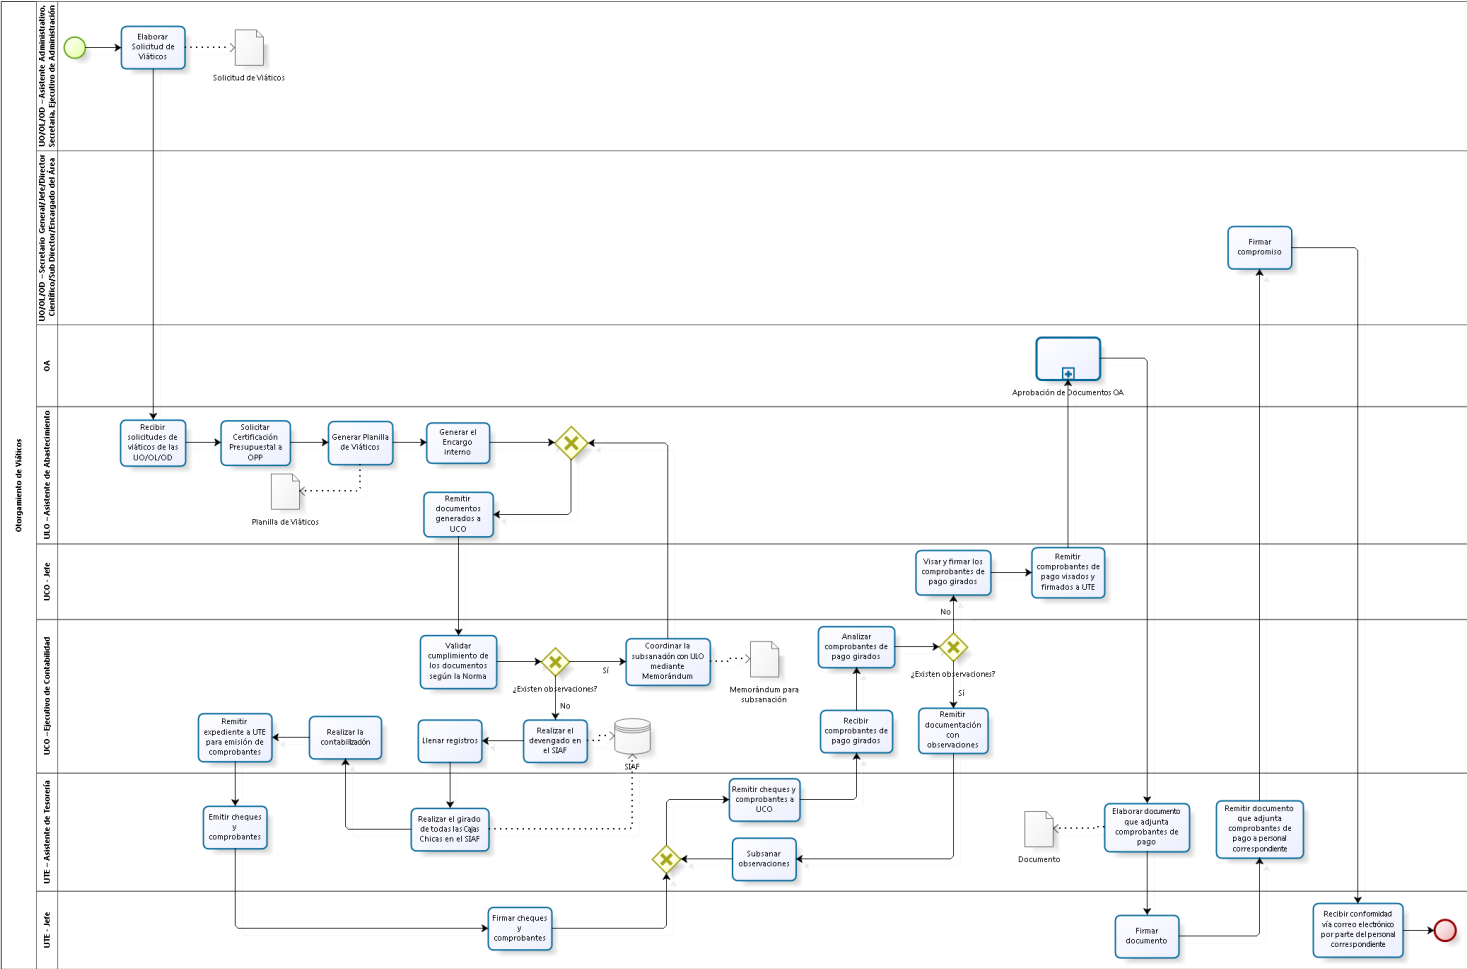 Otorgamiento de Viáticos
UO/OL/OD – Asistente Administrativo,
Secretaria, Ejecutivo de Administración
Elaborar
Solicitud de
Viáticos
Solicitud de Viáticos
UO/OL/OD – Secretario General/Jefe/Director
Científico/Sub Director/Encargado del Área
Firmar
compromiso
OA
Aprobación de Documentos OA
ULO – Asistente de Abastecimiento
Recibir
solicitudes de
viáticos de las
UO/OL/OD
Solicitar
Certificación
Presupuestal a
OPP
Generar Planilla
de Viáticos
Generar el
Encargo
interno
Planilla de Viáticos
Remitir
documentos
generados a
UCO
UCO - Jefe
Visar y firmar los
comprobantes de
pago girados
Remitir
comprobantes de
pago visados y
firmados a UTE
No
UCO – Ejecutivo de Contabilidad
Validar
cumplimiento de
los documentos
según la Norma
¿Existen observaciones?
Sí
No
Coordinar la
subsanación con ULO
mediante
Memorándum
Memorándum para
subsanación
Analizar
comprobantes de
pago girados
¿Existen observaciones?
Sí
Remitir
expediente a UTE
para emisión de
comprobantes
Realizar la
contabilización
Llenar registros
Realizar el
devengado en
el SIAF
SIAF
Recibir
comprobantes de
pago girados
Remitir
documentación
con
observaciones
UTE – Asistente de Tesorería
Emitir cheques
y
comprobantes
Realizar el girado
de todas las Cajas
Chicas en el SIAF
Remitir cheques y
comprobantes a
UCO
Subsanar
observaciones
Documento
Elaborar documento
que adjunta
comprobantes de
pago
Remitir documento
que adjunta
comprobantes de
pago a personal
correspondiente
UTE - Jefe
Firmar cheques
y
comprobantes
Firmar
documento
Recibir conformidad
vía correo electrónico
por parte del personal
correspondiente